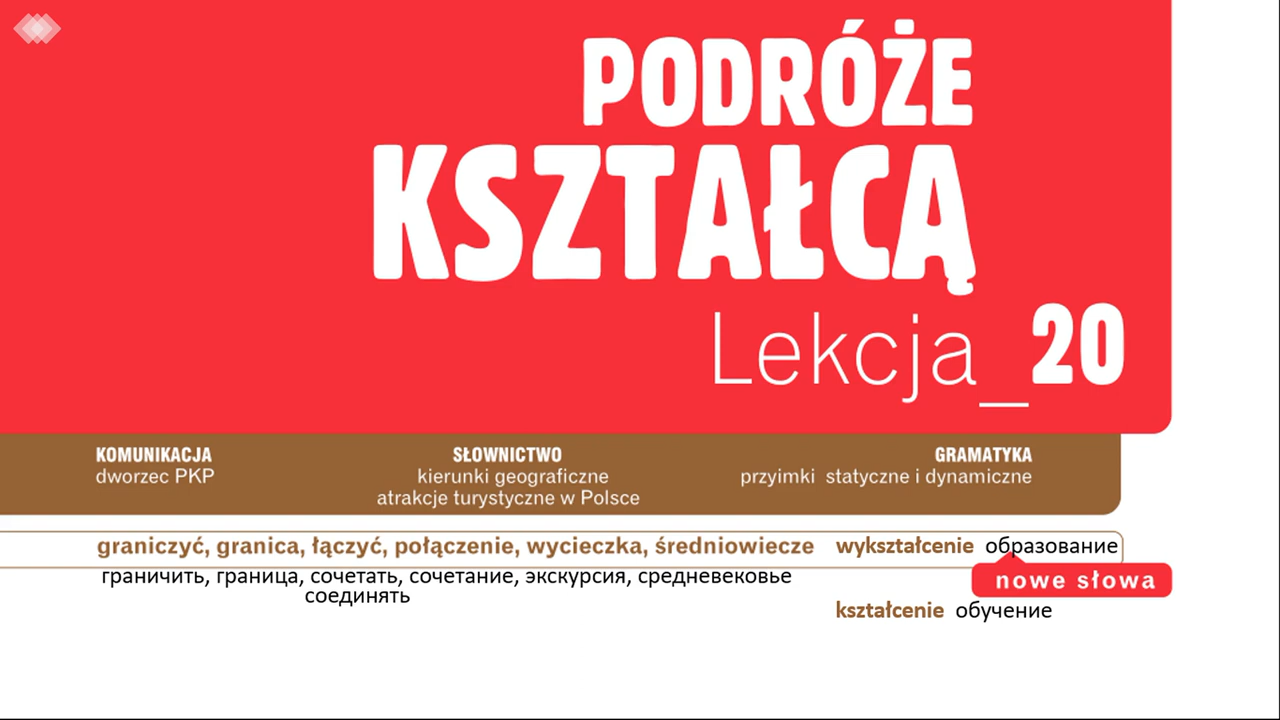 PODRÓŻE
KSZTAŁCĄ
Lekcja_20
KOMUNIKACJA
dworzec PKP
SŁOWNICTWO
kierunki geograficzne
atrakcje turystyczne w Polsce
GRAMATYKA
przyimki statyczne i dynamiczne
graniczyć, granica, łączyć, połączenie, wycieczka, średniowiecze
граничить, граница, сочетать, сочетание, экскурсия, средневековье
соединять
wykształcenie образование
nowe słowa
kształcenie обучение